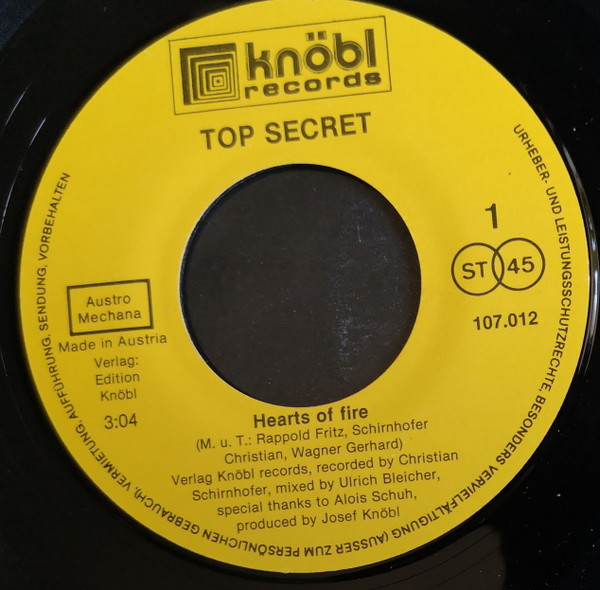 knöbl
records
TOP SECRET
1
ST 45
107.012
Austro
Mechana
Made in Austria
Verlag:
Edition
Knöbl
3:04
Hearts of fire
(M. u. T.: Rappold Fritz, Schirnhofer
Christian, Wagner Gerhard)
Verlag Knöbl records, recorded by Christian
Schirnhofer, mixed by Ulrich Bleicher,
special thanks to Alois Schuh,
produced by Josef Knöbl
URHEBER- UND LEISTUNGSSCHUTZRECHTE, BESONDERS VERVIELFÄLTIGUNG (AUSSER ZUM PERSÖNLICHEN GEBRAUCH), VERMIETUNG, AUFFÜHRUNG, SENDUNG, VORBEHALTEN